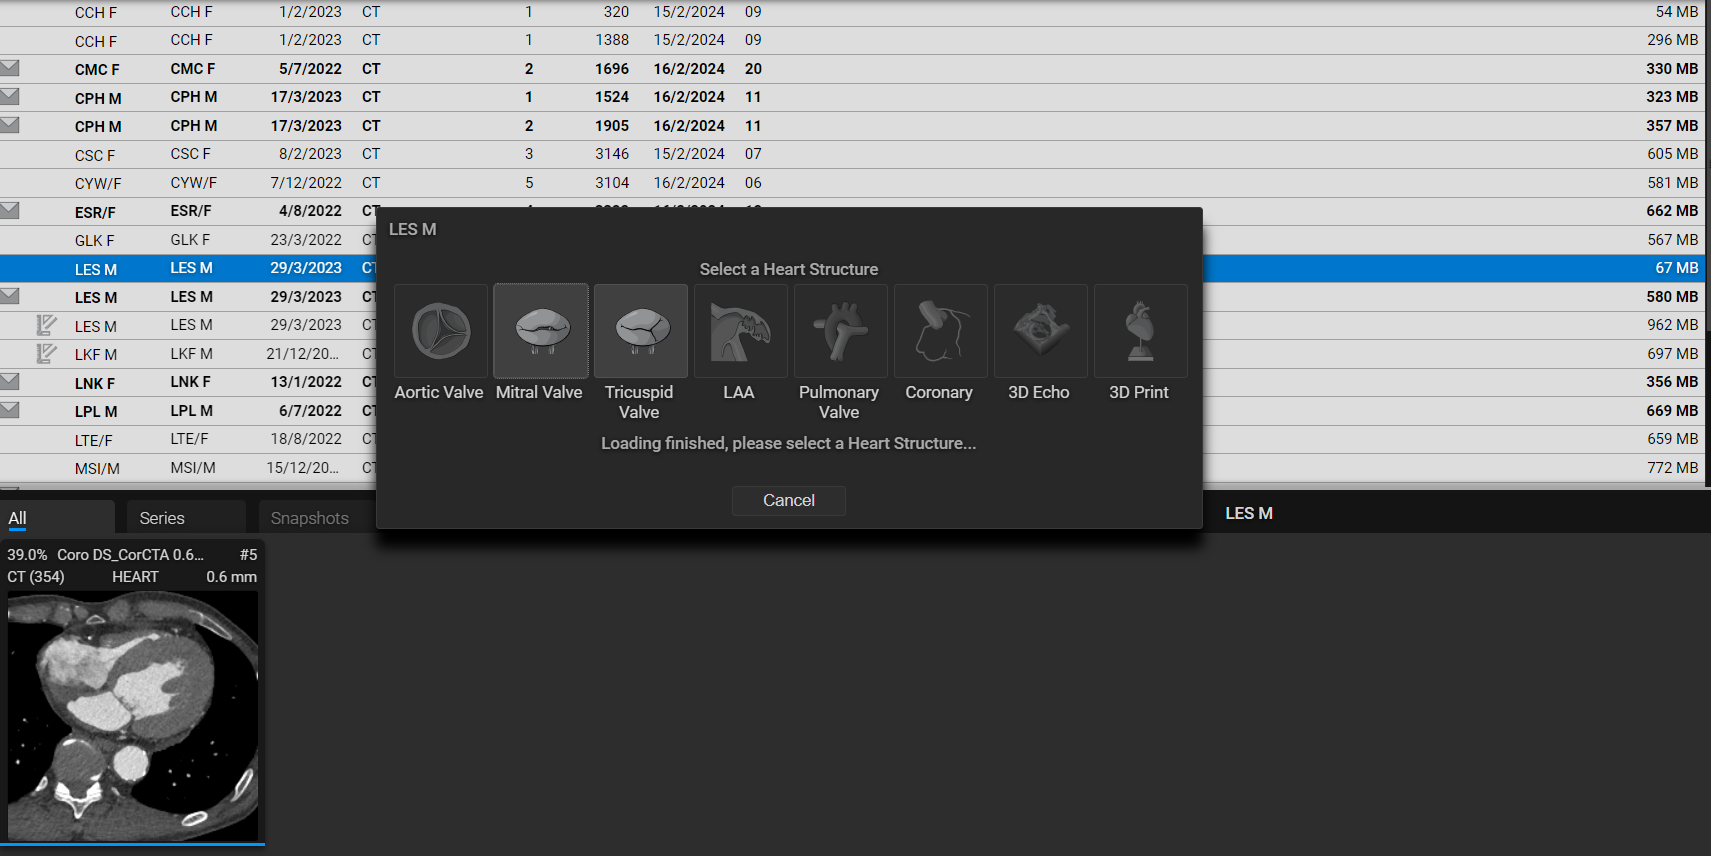 CCH F CCH F 1/2/2023 CT 1 320 15/2/2024 09 54 MB
CCH F CCH F 1/2/2023 CT 1 1388 15/2/2024 09 296 MB
CMC F CMC F 5/7/2022 CT 2 1696 16/2/2024 20 330 MB
CPH M CPH M 17/3/2023 CT 1 1524 16/2/2024 11 323 MB
CPH M CPH M 17/3/2023 CT 2 1905 16/2/2024 11 357 MB
CSC F CSC F 8/2/2023 CT 3 3146 15/2/2024 07 605 MB
CYW/F CYW/F 7/12/2022 CT 5 3104 16/2/2024 06 581 MB
ESR/F ESR/F 4/8/2022 CT 662 MB
GLK F GLK F 23/3/2022 CT 567 MB
LES M LES M 29/3/2023 CT 67 MB
LES M LES M 29/3/2023 CT 580 MB
LES M LES M 29/3/2023 CT 962 MB
LKF M LKF M 21/12/20... CT 697 MB
LNK F LNK F 13/1/2022 CT 356 MB
LPL M LPL M 6/7/2022 CT 669 MB
LTE/F LTE/F 18/8/2022 CT 659 MB
MSI/M MSI/M 15/12/20... CT 772 MB
LES M
Select a Heart Structure
Aortic Valve Mitral Valve Tricuspid Valve LAA Pulmonary Valve Coronary 3D Echo 3D Print
Loading finished, please select a Heart Structure...
Cancel
All Series Snapshots LES M
39.0% Coro DS_CorCTA 0.6... #5
CT (354) HEART 0.6 mm